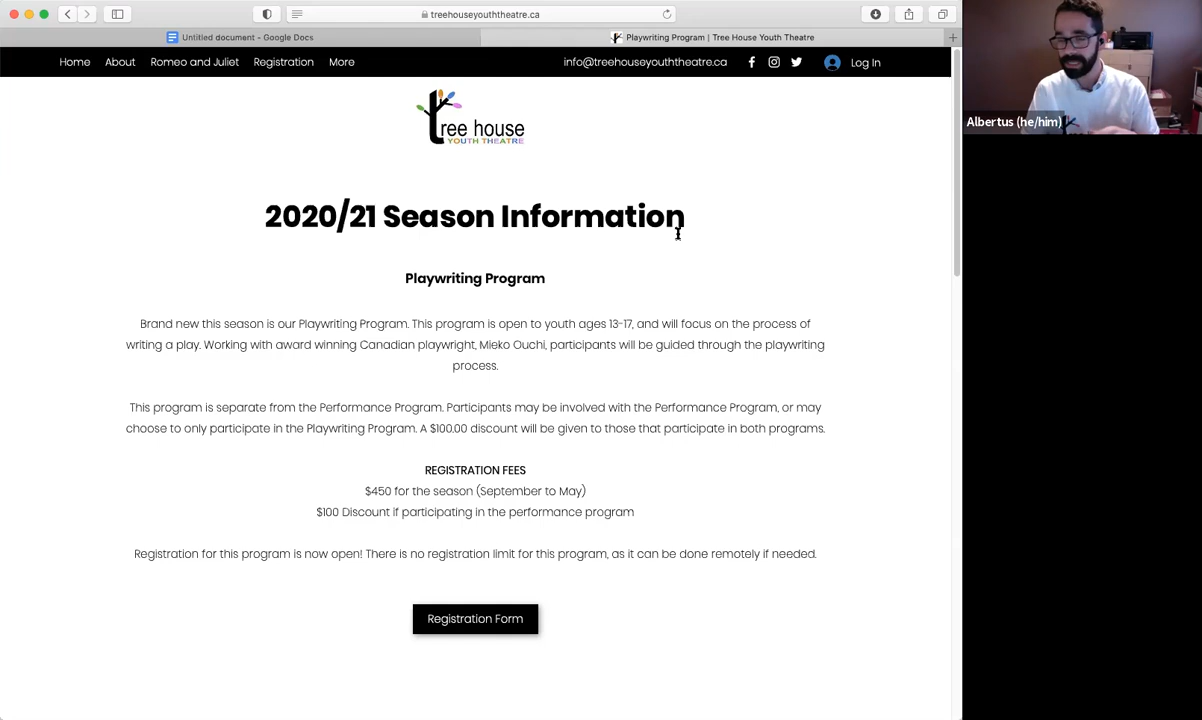 treehouseyouththeatre.ca
Untitled document - Google Docs
Playwriting Program | Tree House Youth Theatre
Home About Romeo and Juliet Registration More info@treehouseyouththeatre.ca Log In
tree house
YOUTH THEATRE
Albertus (he/him)
2020/21 Season Information
Playwriting Program
Brand new this season is our Playwriting Program. This program is open to youth ages 13-17, and will focus on the process of
writing a play. Working with award winning Canadian playwright, Mieko Ouchi, participants will be guided through the playwriting
process.
This program is separate from the Performance Program. Participants may be involved with the Performance Program, or may
choose to only participate in the Playwriting Program. A $100.00 discount will be given to those that participate in both programs.
REGISTRATION FEES
$450 for the season (September to May)
$100 Discount if participating in the performance program
Registration for this program is now open! There is no registration limit for this program, as it can be done remotely if needed.
Registration Form